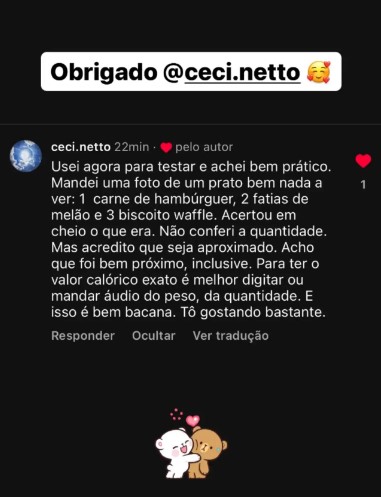 Obrigado @ceci.netto 🥰
ceci.netto 22min · ❤️ pelo autor
Usei agora para testar e achei bem prático.
Mandei uma foto de um prato bem nada a
ver: 1 carne de hambúrguer, 2 fatias de
melão e 3 biscoito waffle. Acertou em
cheio o que era. Não conferi a quantidade.
Mas acredito que seja aproximado. Acho
que foi bem próximo, inclusive. Para ter o
valor calórico exato é melhor digitar ou
mandar áudio do peso, da quantidade. E
isso é bem bacana. Tô gostando bastante.
1
Responder Ocultar Ver tradução